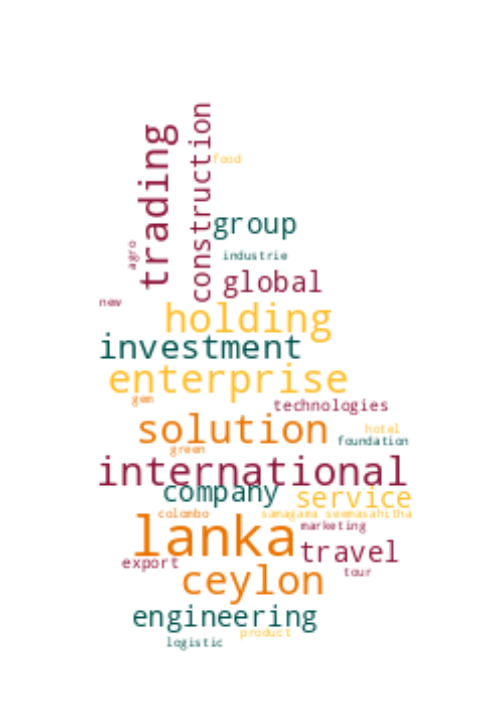 trading
construction
food
group
agro
industrie
global
new
holding
investment
enterprise
gem
technologies
solution
hotel
foundation
green
international
company
service
colombo
samagama seemasahitha
lanka
marketing
travel
export
tour
ceylon
engineering
product
logistic